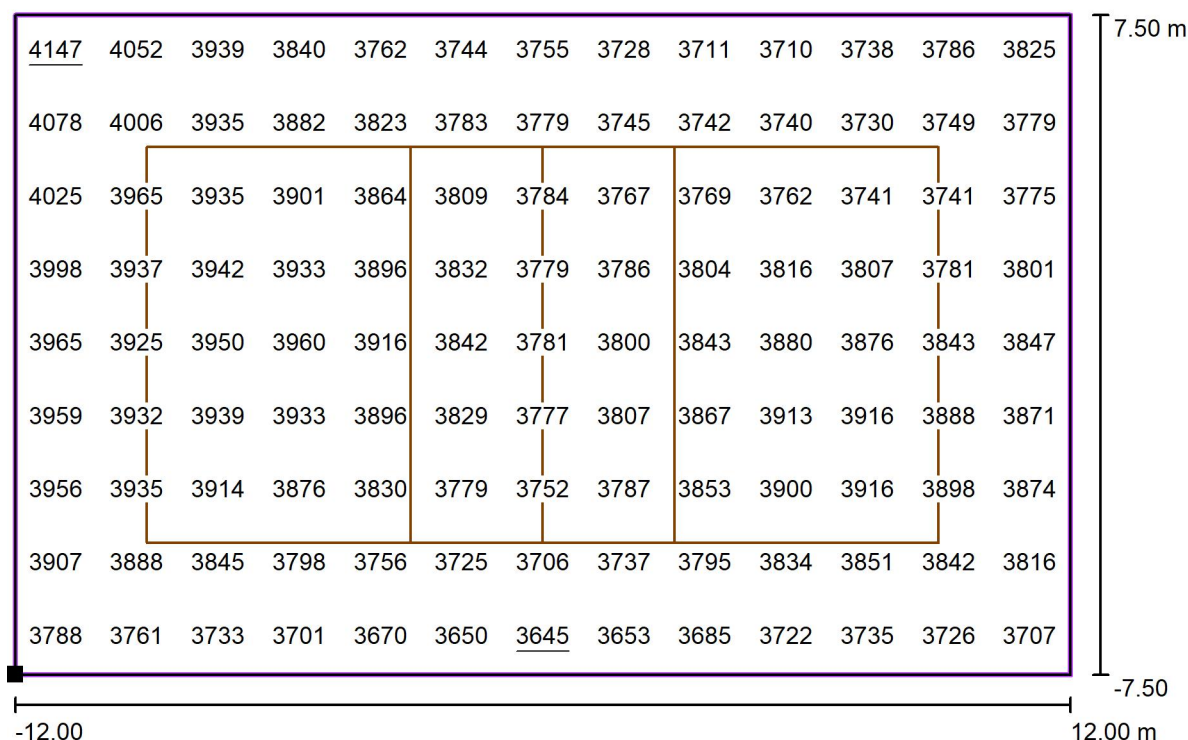 4147 4052 3939 3840 3762 3744 3755 3728 3711 3710 3738 3786 3825
7.50 m
4078 4006 3935 3882 3823 3783 3779 3745 3742 3740 3730 3749 3779
4025 3965 3935 3901 3864 3809 3784 3767 3769 3762 3741 3741 3775
3998 3937 3942 3933 3896 3832 3779 3786 3804 3816 3807 3781 3801
3965 3925 3950 3960 3916 3842 3781 3800 3843 3880 3876 3843 3847
3959 3932 3939 3933 3896 3829 3777 3807 3867 3913 3916 3888 3871
3956 3935 3914 3876 3830 3779 3752 3787 3853 3900 3916 3898 3874
3907 3888 3845 3798 3756 3725 3706 3737 3795 3834 3851 3842 3816
3788 3761 3733 3701 3670 3650 3645 3653 3685 3722 3735 3726 3707
-7.50
-12.00
12.00 m